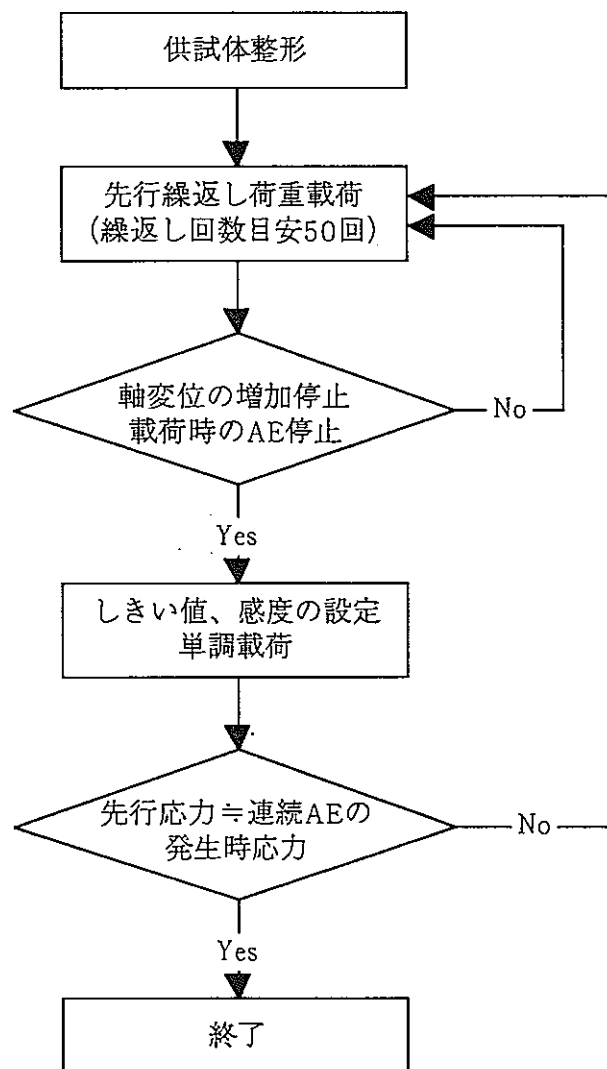 供試体整形
先行繰返し荷重載荷
(繰返し回数目安50回)
軸変位の増加停止
載荷時のAE停止
No
Yes
しきい値、感度の設定
単調載荷
先行応力≒連続AEの
発生時応力
No
Yes
終了